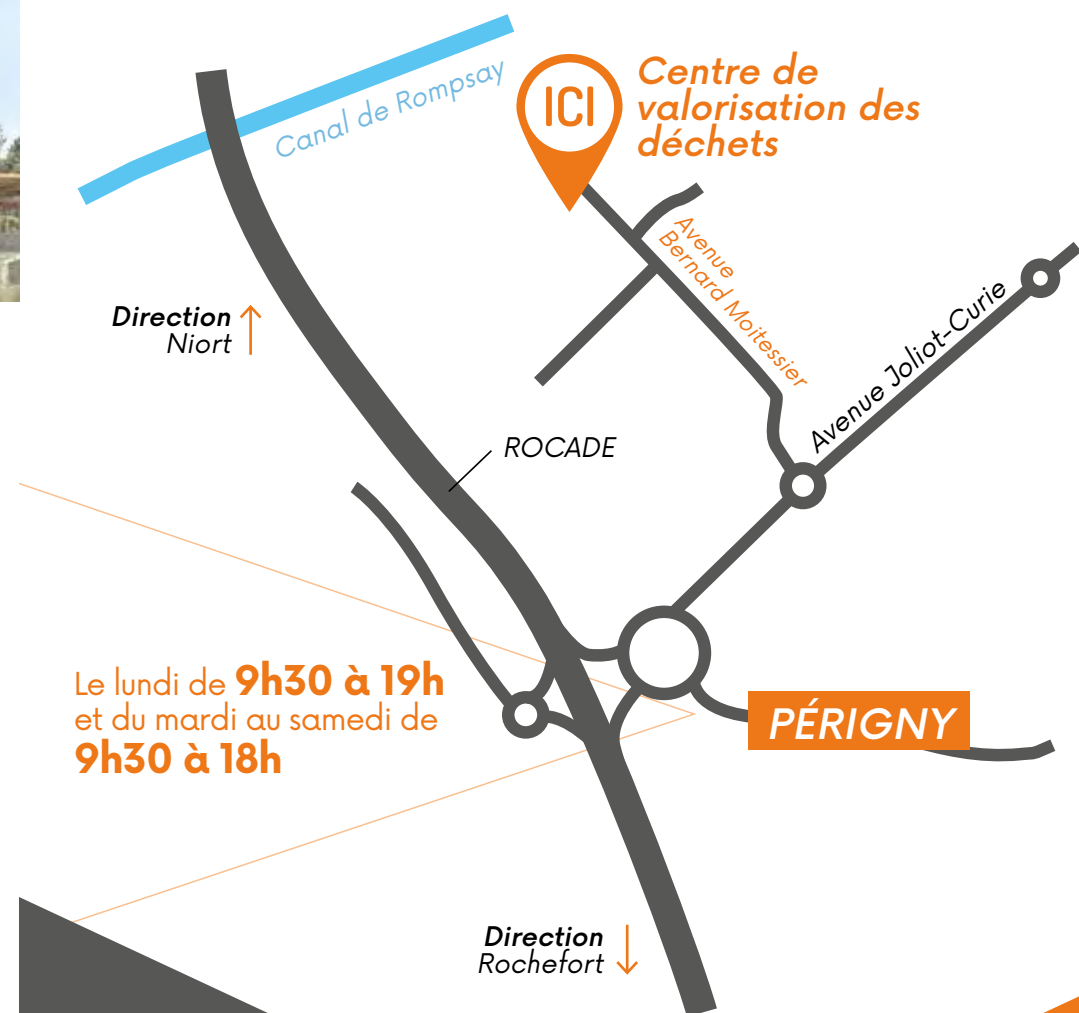 Canal de Rompsay
ICI
Centre de
valorisation des
déchets
Avenue
Bernard Moitessier
Avenue Joliot-Curie
Direction
Niort
ROCADE
Le lundi de 9h30 à 19h
et du mardi au samedi de
9h30 à 18h
PÉRIGNY
Direction
Rochefort